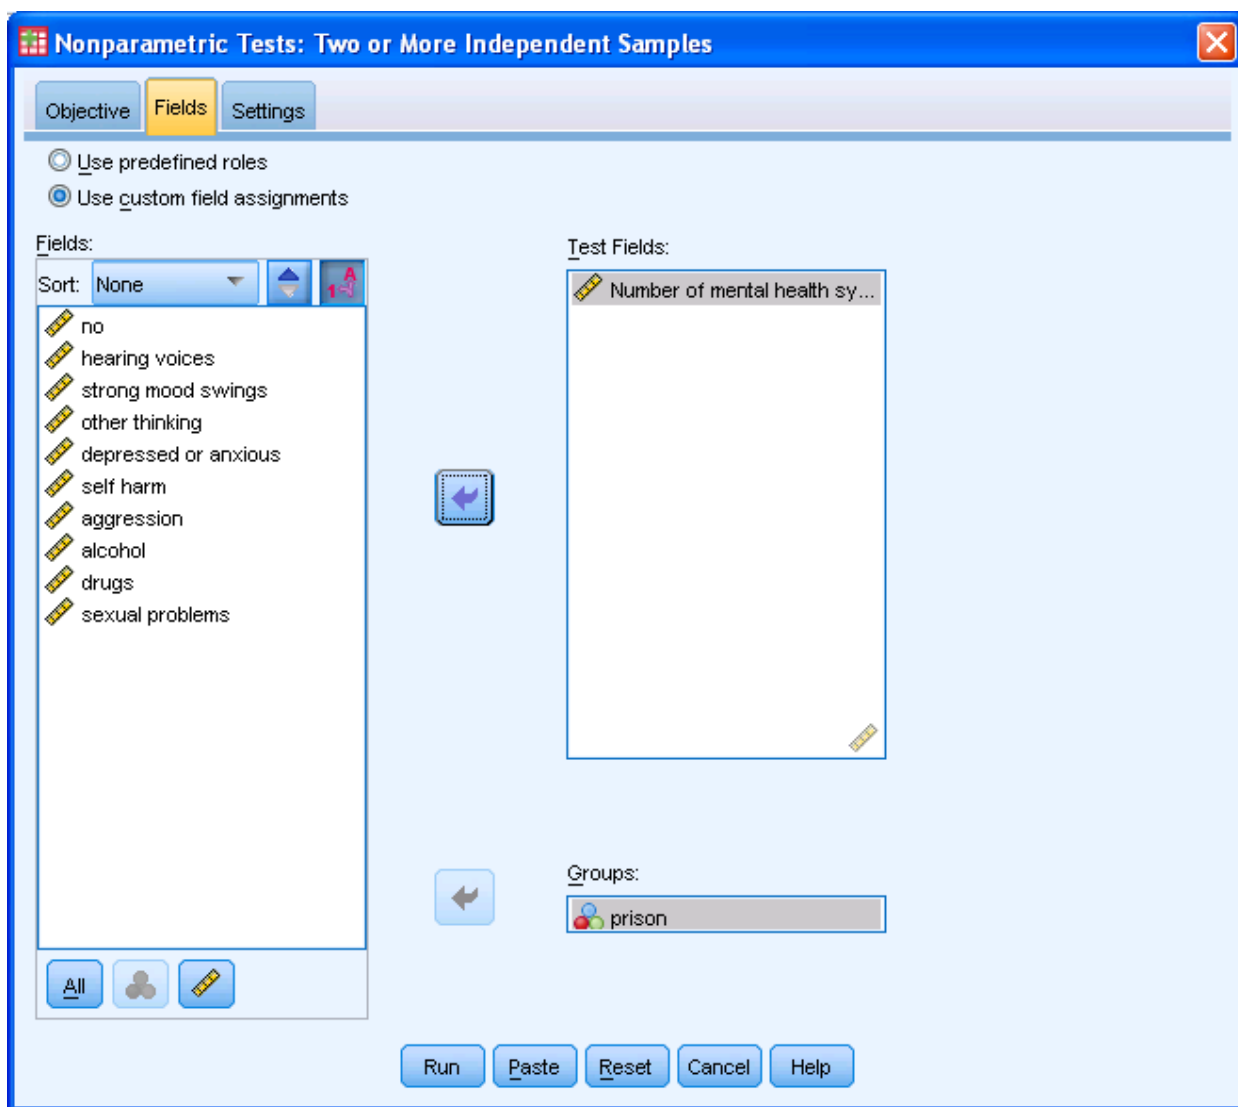 Nonparametric Tests: Two or More Independent Samples
Objective Fields Settings
Use predefined roles
Use custom field assignments
Fields:
Sort: None
no
hearing voices
strong mood swings
other thinking
depressed or anxious
self harm
aggression
alcohol
drugs
sexual problems
All
Test Fields:
Number of mental health sy...
Groups:
prison
Run Paste Reset Cancel Help